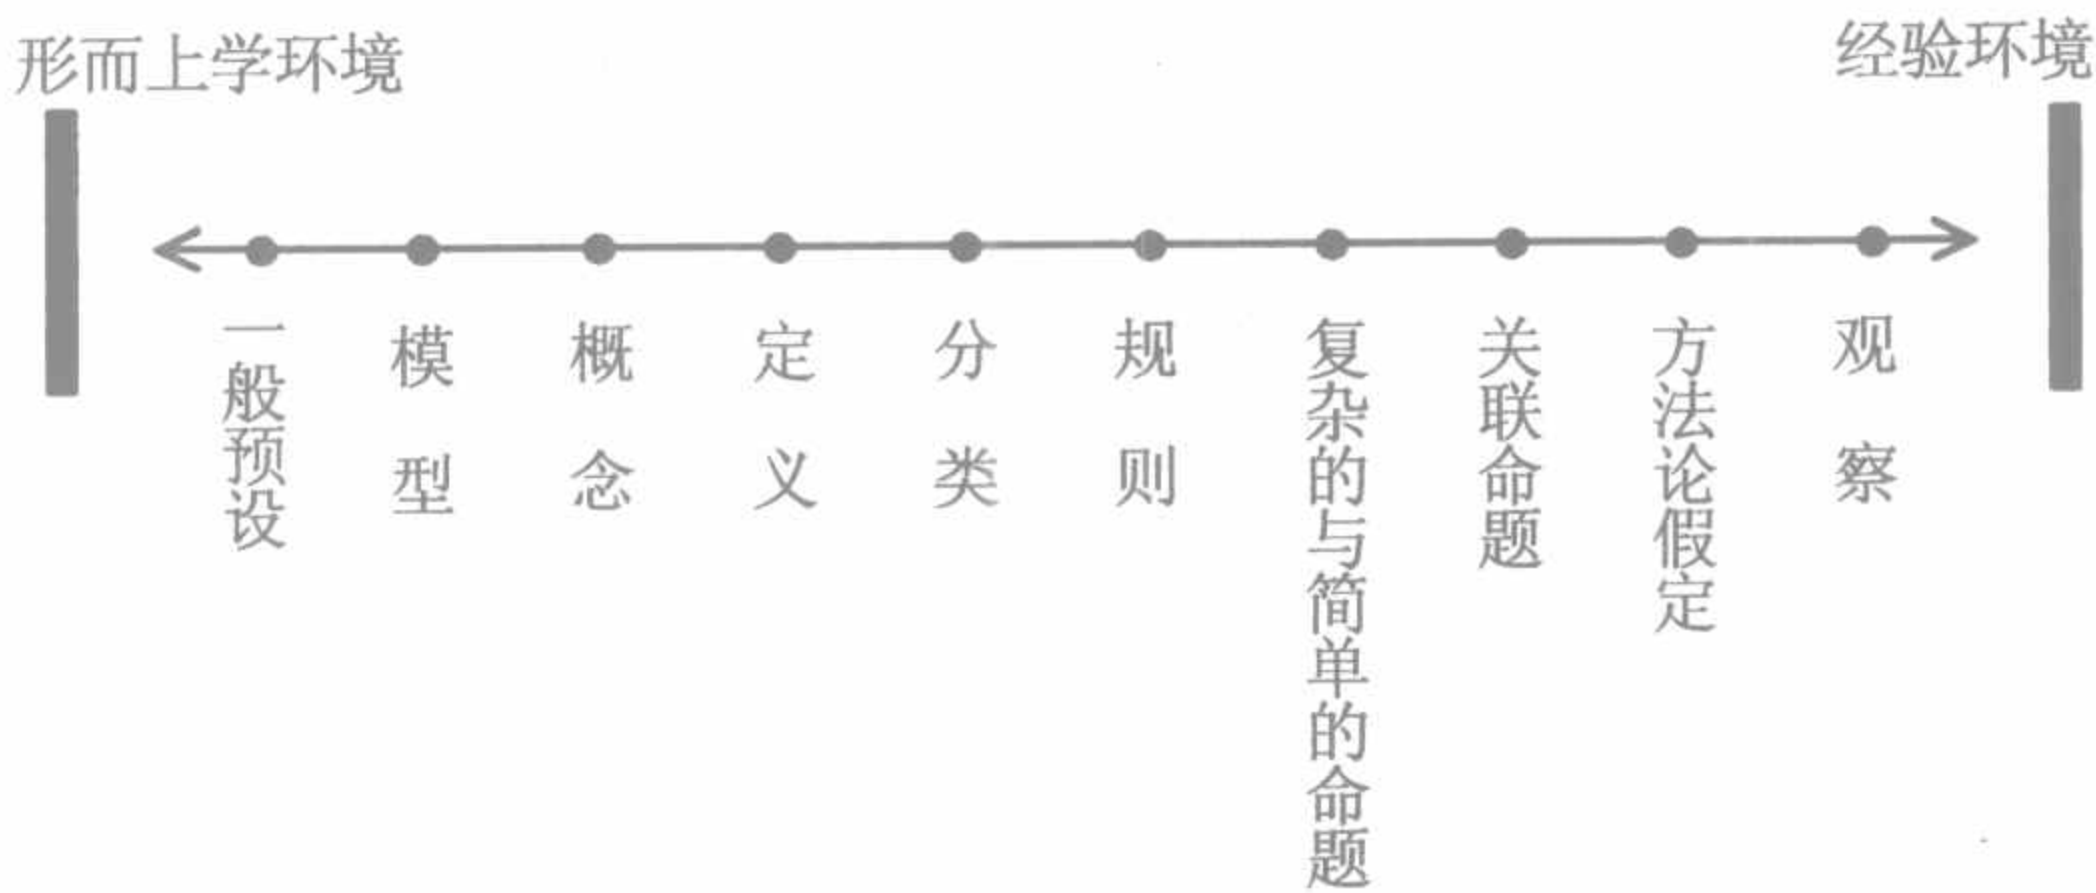 形而上学环境
经验环境
一般预设
模型
概念
定义
分类
规则
复杂的与简单的命题
关联命题
方法论假定
观察